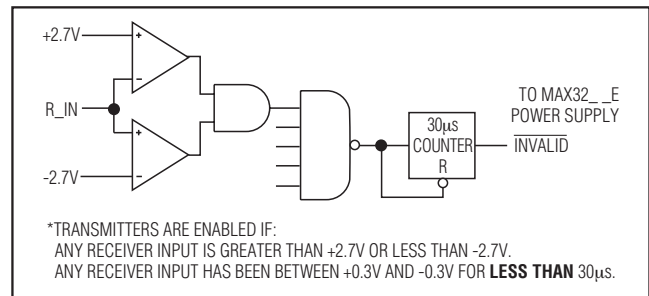 +2.7V
+
-
R_IN
+
-
-2.7V
30µs
COUNTER
R
TO MAX32_ _E
POWER SUPPLY
INVALID
*TRANSMITTERS ARE ENABLED IF:
ANY RECEIVER INPUT IS GREATER THAN +2.7V OR LESS THAN -2.7V.
ANY RECEIVER INPUT HAS BEEN BETWEEN +0.3V AND -0.3V FOR LESS THAN 30µs.